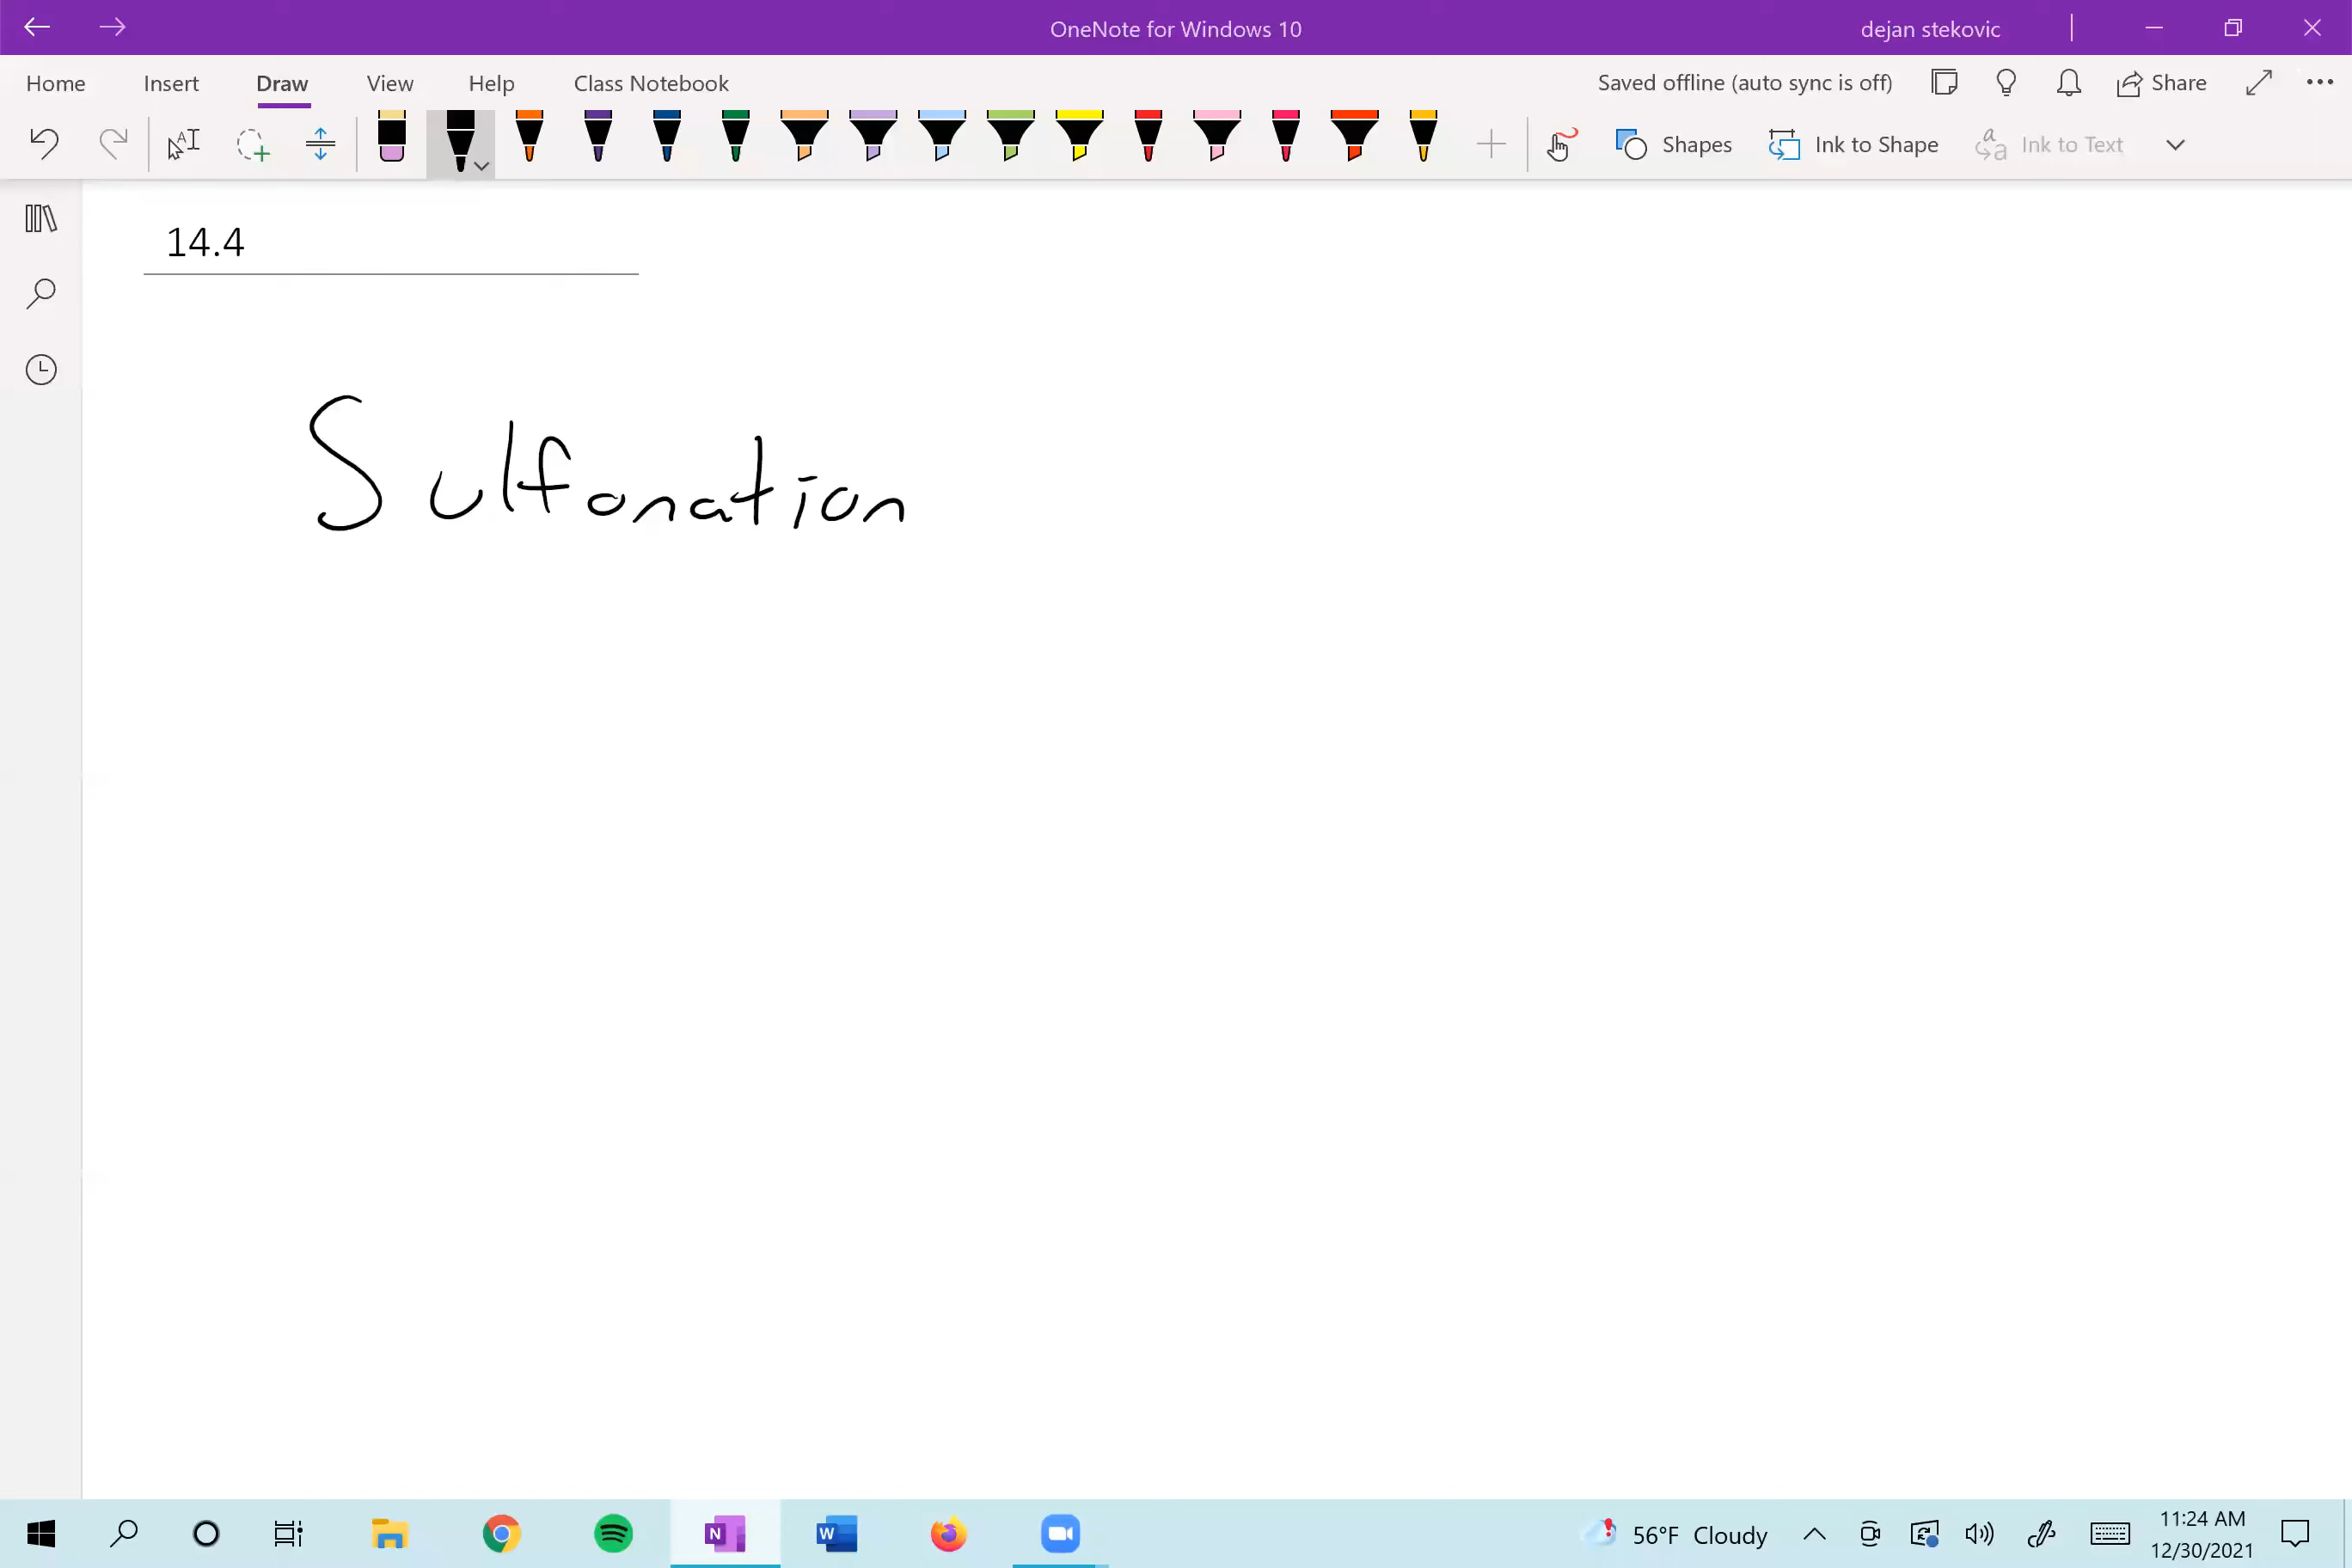 OneNote for Windows 10
dejan stekovic
Home Insert Draw View Help Class Notebook
Saved offline (auto sync is off) Share
Shapes Ink to Shape Ink to Text
14.4
Sulfonation
56°F Cloudy
11:24 AM
12/30/2021